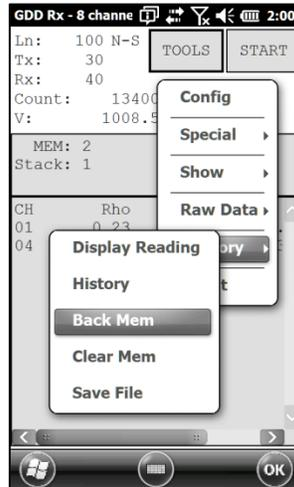 GDD Rx - 8 channe 2:00
Ln: 100 N-S
Tx: 30
Rx: 40
Count: 13400
V: 1008.5
TOOLS
START
MEM: 2
Stack: 1
CH Rho
01 0.23
04
Config
Special
Show
Raw Data
ory
t
Display Reading
History
Back Mem
Clear Mem
Save File
OK